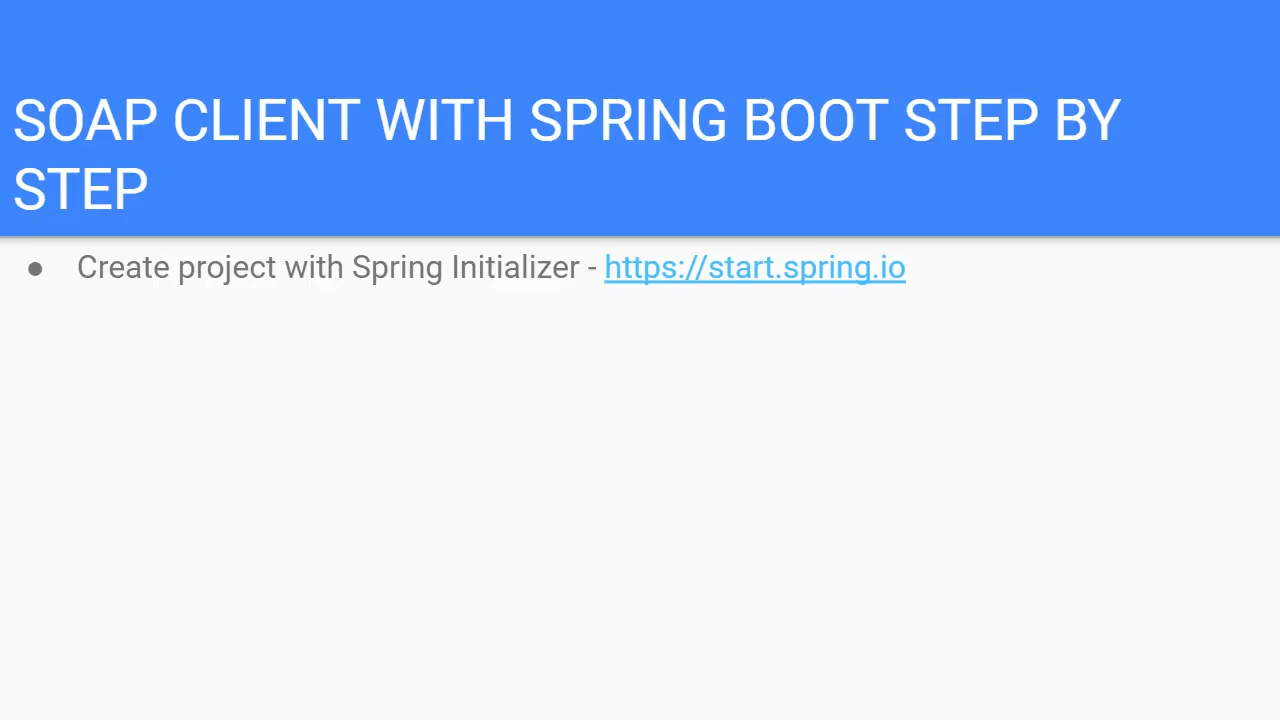 SOAP CLIENT WITH SPRING BOOT STEP BY
STEP
● Create project with Spring Initializer - https://start.spring.io